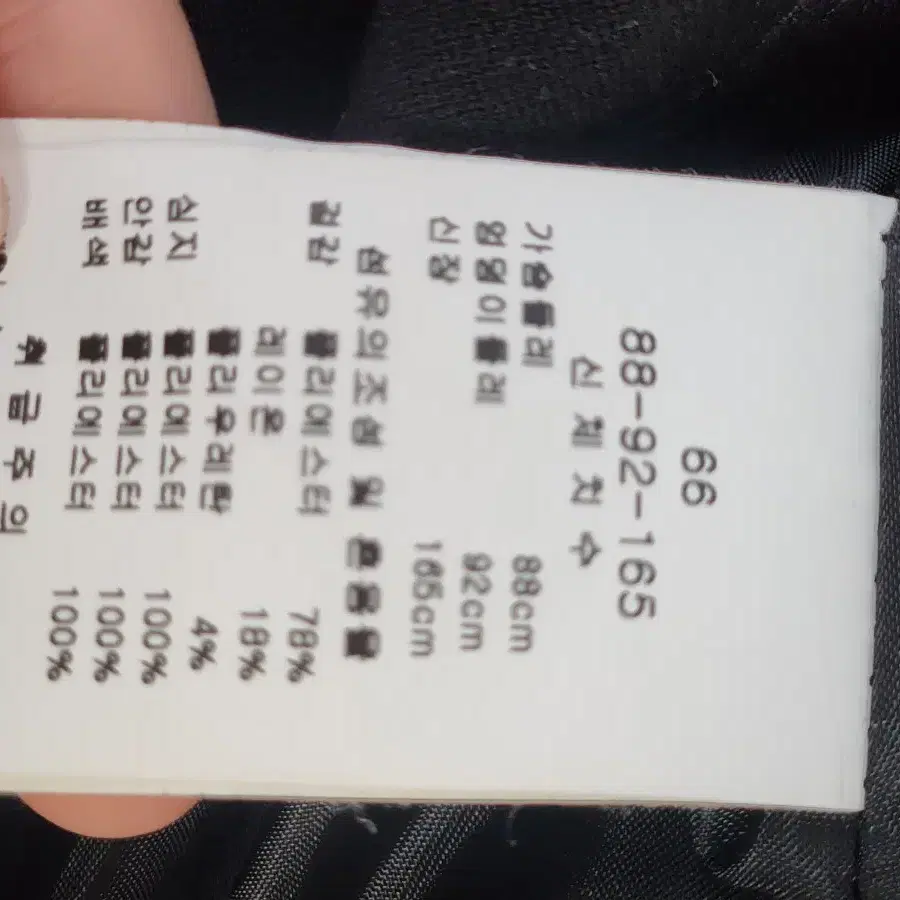 66
88-92-165
신 체 치 수
가슴둘레 88cm
엉덩이둘레 92cm
신장 165cm
섬유의조성 및 혼용율
겉감 폴리에스터 78%
레이온 18%
폴리우레탄 4%
심지 폴리에스터 100%
안감 폴리에스터 100%
배색 폴리에스터 100%
취 급 주 의